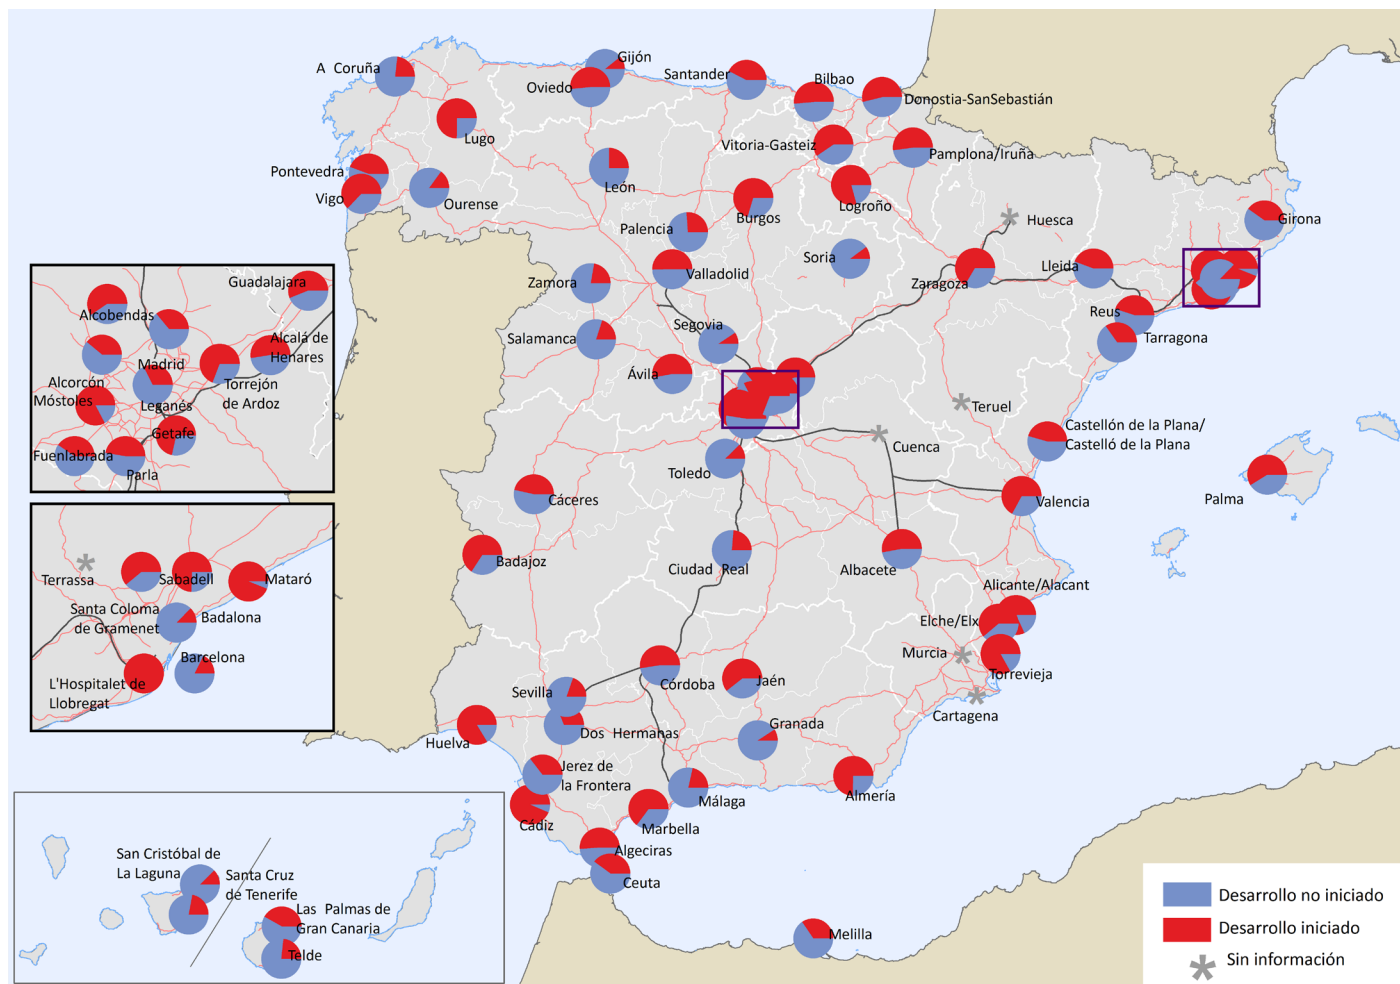 Gijón
A Coruña
Santander
Bilbao
Oviedo
Donostia-SanSebastián
Lugo
Vitoria-Gasteiz
Pamplona/Iruña
Pontevedra
León
Vigo
Ourense
Burgos
Logroño
Huesca
Girona
Palencia
Soria
Valladolid
Zamora
Zaragoza
Lleida
Reus
Tarragona
Segovia
Salamanca
Ávila
Teruel
Castellón de la Plana/
Castelló de la Plana
Cuenca
Toledo
Cáceres
Valencia
Palma
Badajoz
Ciudad Real
Albacete
Alicante/Alacant
Elche/Elx
Murcia
Torrevieja
Cartagena
Córdoba
Jaén
Sevilla
Dos Hermanas
Granada
Huelva
Jerez de
la Frontera
Málaga
Almería
Cádiz
Marbella
Algeciras
Ceuta
Melilla
Guadalajara
Alcobendas
Alcalá de
Henares
Madrid
Alcorcón
Torrejón
de Ardoz
Móstoles
Leganés
Getafe
Fuenlabrada
Parla
Terrassa
Sabadell
Mataró
Santa Coloma
de Gramenet
Badalona
Barcelona
L'Hospitalet de
Llobregat
San Cristóbal de
La Laguna
Santa Cruz
de Tenerife
Las Palmas de
Gran Canaria
Telde
Desarrollo no iniciado
Desarrollo iniciado
Sin información